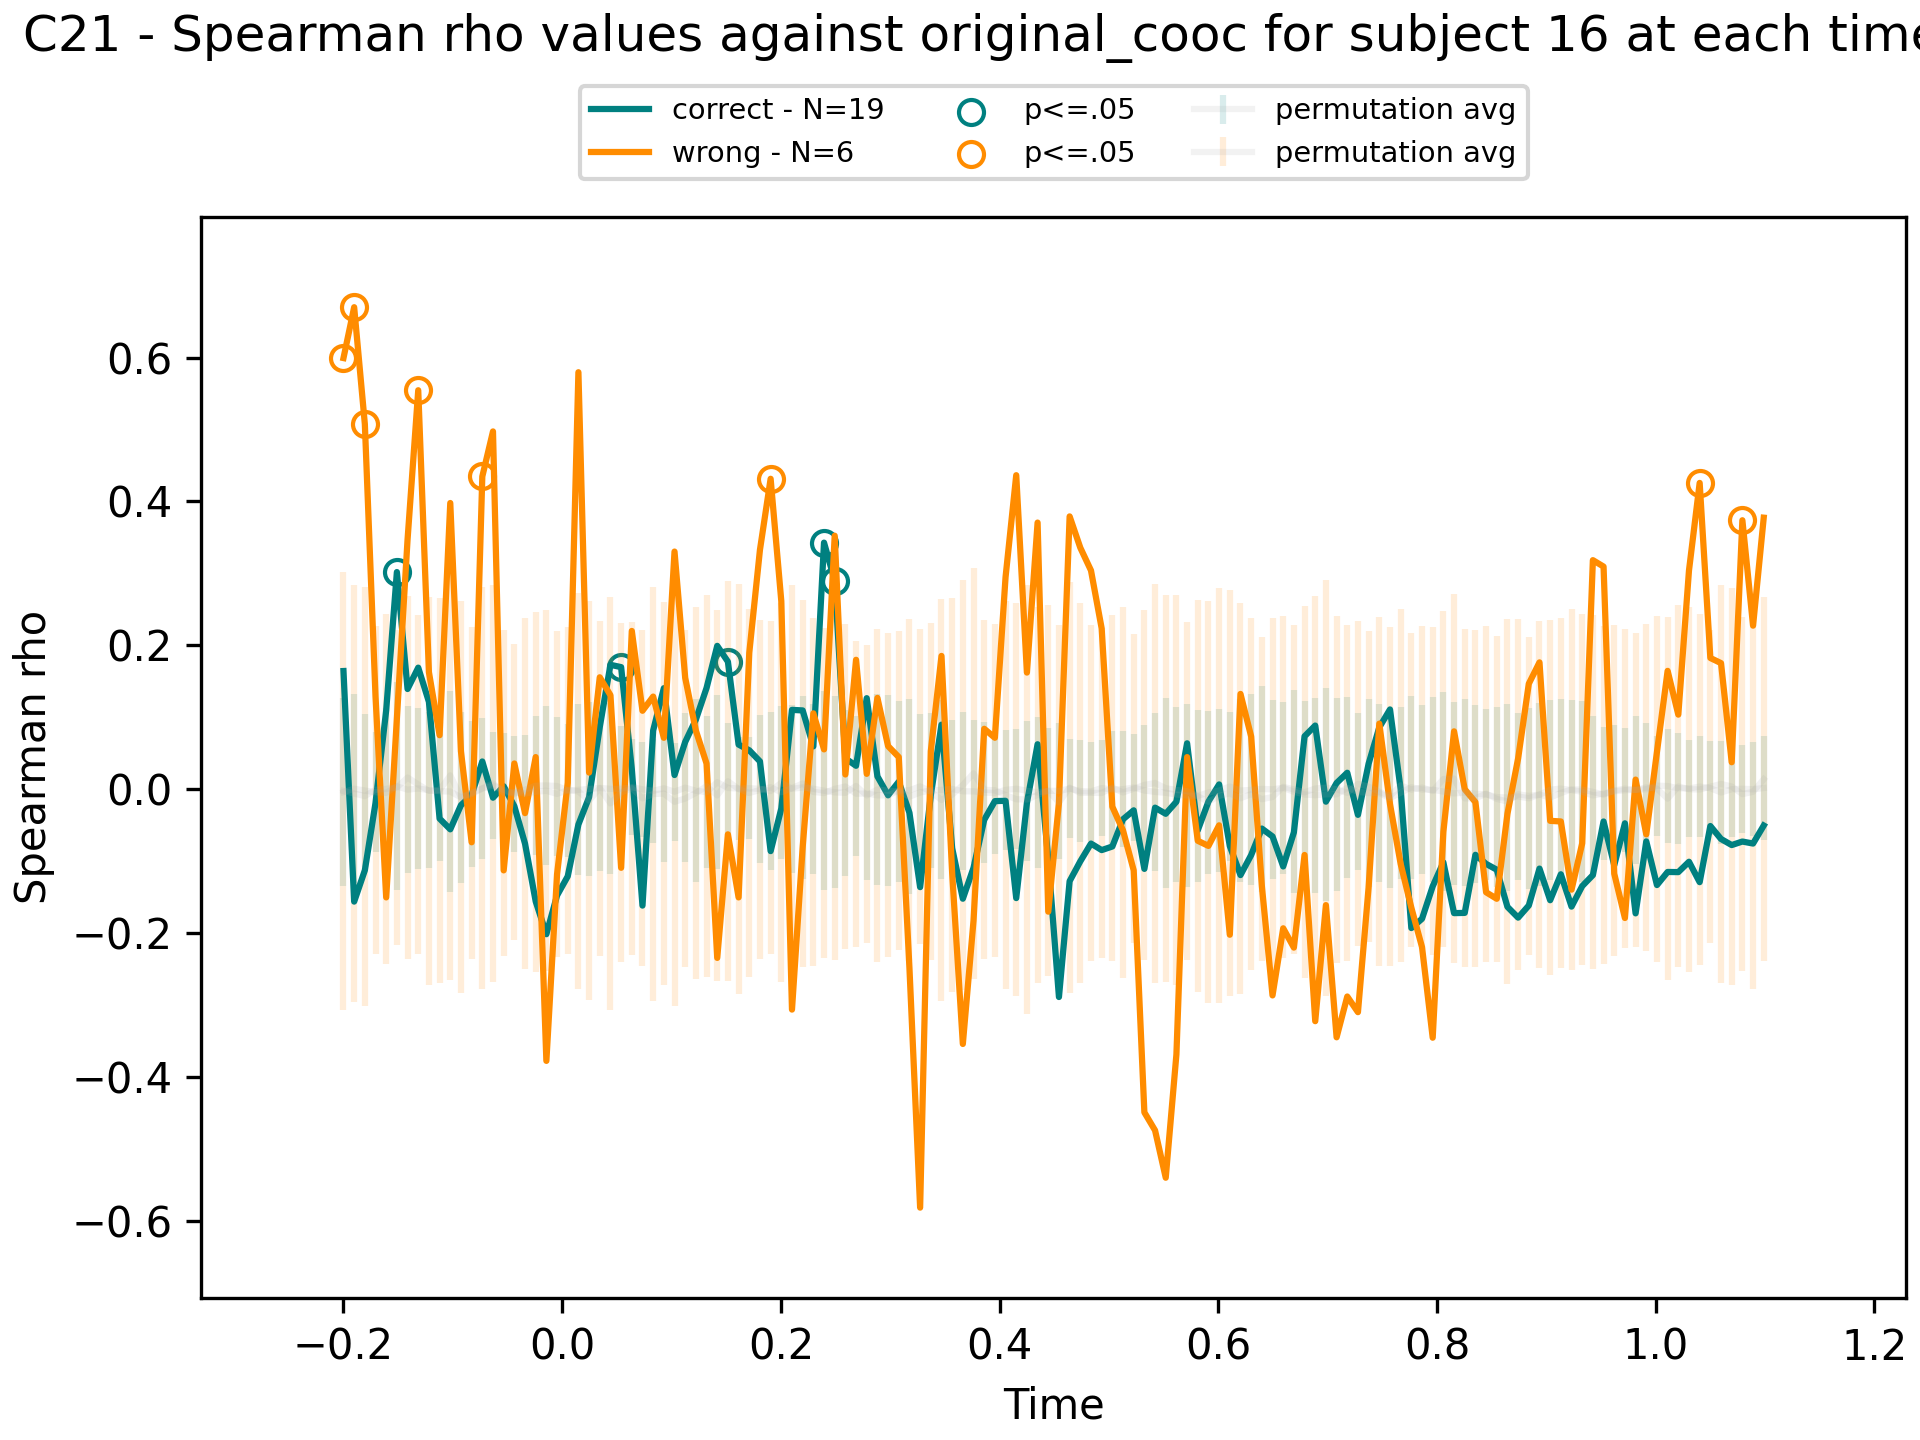 C21 - Spearman rho values against original_cooc for subject 16 at each time
correct - N=19
wrong - N=6
p<=.05
p<=.05
permutation avg
permutation avg
Spearman rho
0.6
0.4
0.2
0.0
−0.2
−0.4
−0.6
−0.2 0.0 0.2 0.4 0.6 0.8 1.0 1.2
Time